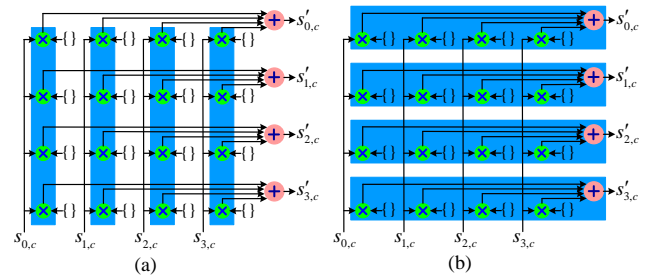 s′0,c s′0,c
{ } { } { } { } { } { } { } { }
s′1,c s′1,c
{ } { } { } { } { } { } { } { }
s′2,c s′2,c
{ } { } { } { } { } { } { } { }
s′3,c s′3,c
{ } { } { } { } { } { } { } { }
s0,c s1,c s2,c s3,c s0,c s1,c s2,c s3,c
(a) (b)